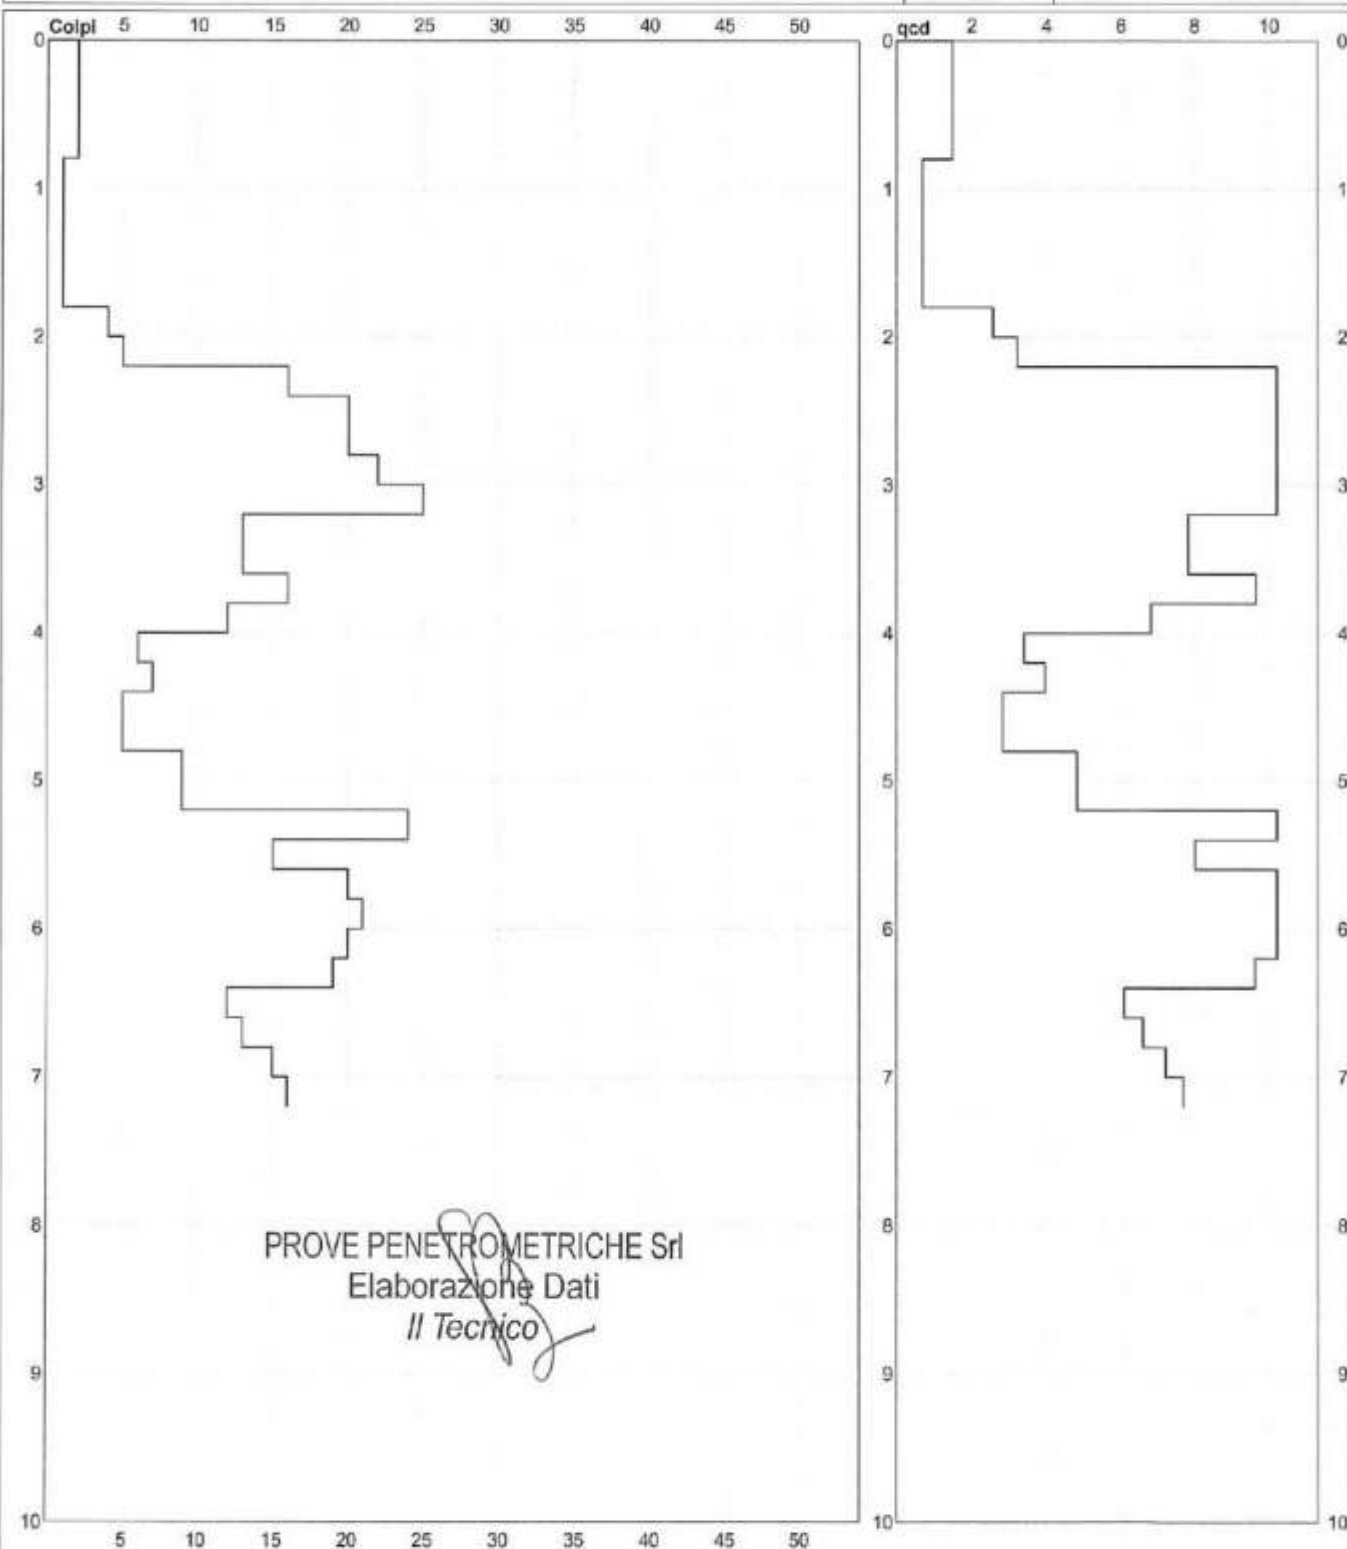 Colpi 5 10 15 20 25 30 35 40 45 50
qcd 2 4 6 8 10
0 0 0
1 1
2 2 2
3 3 3
4 4 4
5 5 5
6 6 6
7 7 7
8 8 8
9 9 9
10 10 10
1
PROVE PENETROMETRICHE Srl
Elaborazione Dati
Il Tecnico
5 10 15 20 25 30 35 40 45 50